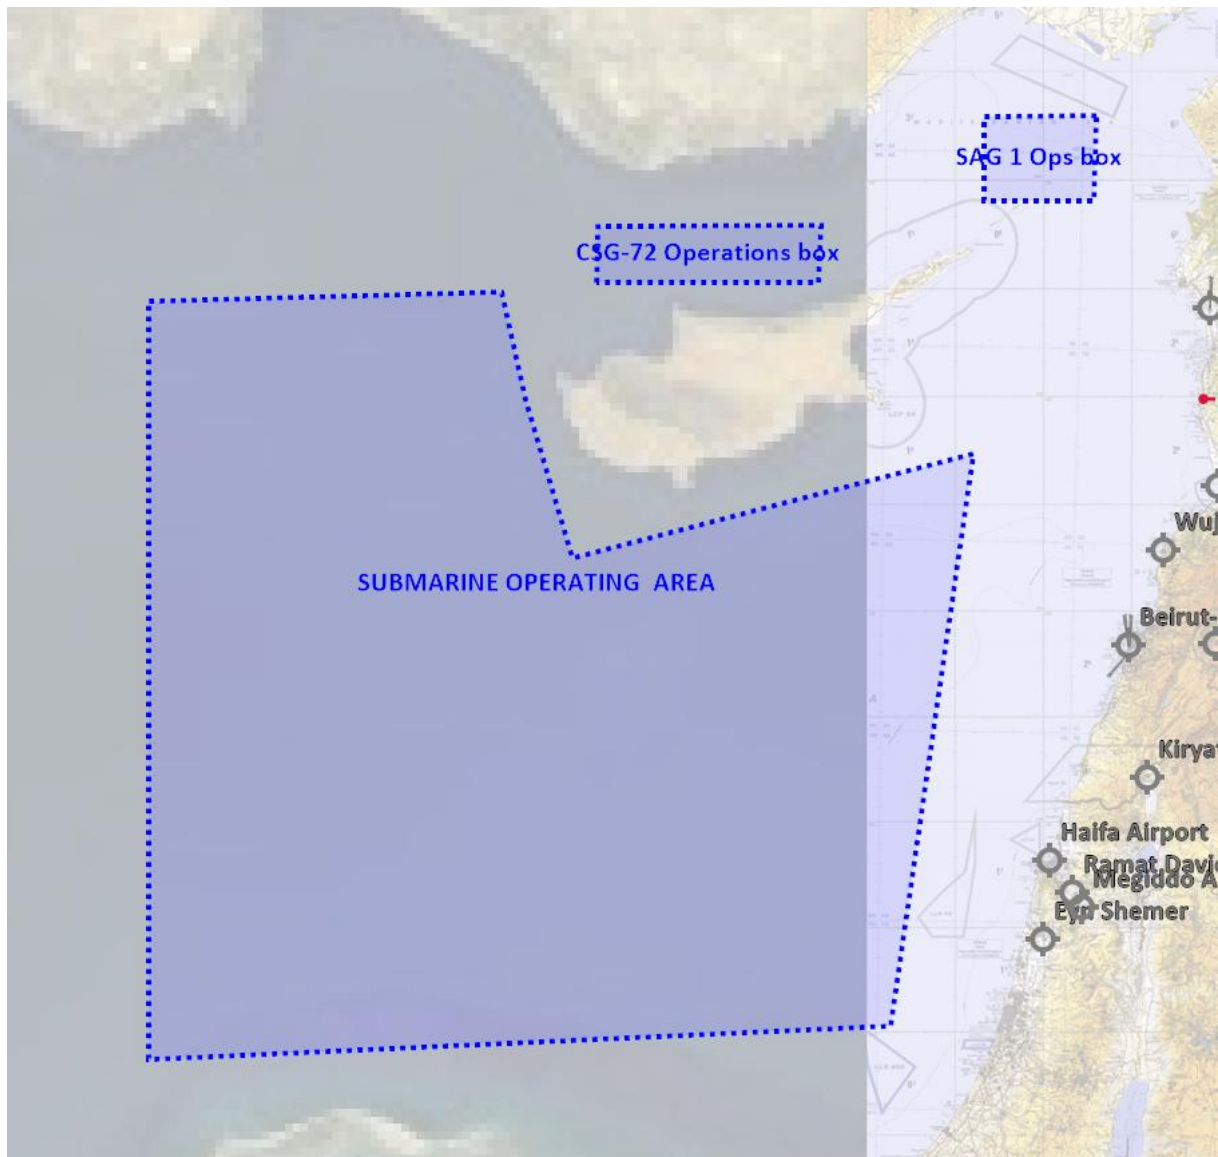 SAG 1 Ops box
CSG-72 Operations box
Wuj
SUBMARINE OPERATING AREA
Beirut-
Kirya
Haifa Airport
Ramat David
Megiddo A
Eyn Shemer